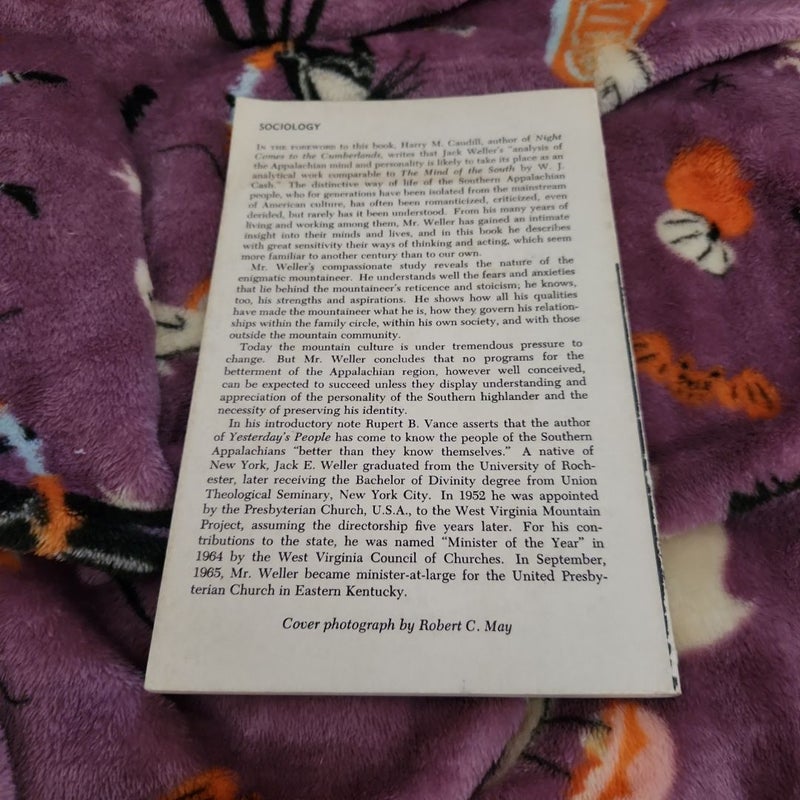 SOCIOLOGY
IN THE FOREWORD to this book, Harry M. Caudill, author of Night
Comes to the Cumberlands, writes that Jack Weller's "analysis of
the Appalachian mind and personality is likely to take its place as an
analytical work comparable to The Mind of the South by W. J.
Cash." The distinctive way of life of the Southern Appalachian
people, who for generations have been isolated from the mainstream
of American culture, has often been romanticized, criticized, even
derided, but rarely has it been understood. From his many years of
living and working among them, Mr. Weller has gained an intimate
insight into their minds and lives, and in this book he describes
with great sensitivity their ways of thinking and acting, which seem
more familiar to another century than to our own.
Mr. Weller's compassionate study reveals the nature of the
enigmatic mountaineer. He understands well the fears and anxieties
that lie behind the mountaineer's reticence and stoicism; he knows,
too, his strengths and aspirations. He shows how all his qualities
have made the mountaineer what he is, how they govern his relation-
ships within the family circle, within his own society, and with those
outside the mountain community.
Today the mountain culture is under tremendous pressure to
change. But Mr. Weller concludes that no programs for the
betterment of the Appalachian region, however well conceived,
can be expected to succeed unless they display understanding and
appreciation of the personality of the Southern highlander and the
necessity of preserving his identity.
In his introductory note Rupert B. Vance asserts that the author
of Yesterday's People has come to know the people of the Southern
Appalachians "better than they know themselves." A native of
New York, Jack E. Weller graduated from the University of Roch-
ester, later receiving the Bachelor of Divinity degree from Union
Theological Seminary, New York City. In 1952 he was appointed
by the Presbyterian Church, U.S.A., to the West Virginia Mountain
Project, assuming the directorship five years later. For his con-
tributions to the state, he was named "Minister of the Year" in
1964 by the West Virginia Council of Churches. In September,
1965, Mr. Weller became minister-at-large for the United Presby-
terian Church in Eastern Kentucky.
Cover photograph by Robert C. May